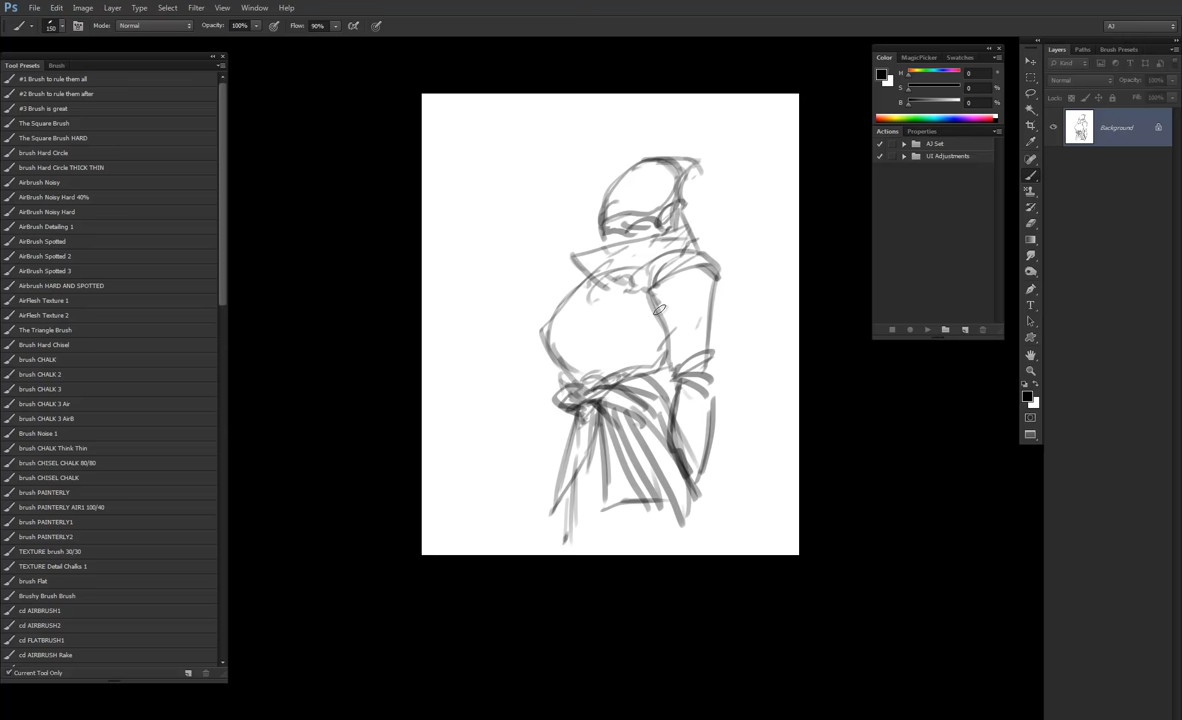 Ps File Edit Image Layer Type Select Filter View Window Help
150 Mode: Normal Opacity: 100% Flow: 90% AJ
Tool Presets Brush
#1 Brush to rule them all
#2 Brush to rule them after
#3 Brush is great
The Square Brush
The Square Brush HARD
brush Hard Circle
brush Hard Circle THICK THIN
AirBrush Noisy
AirBrush Noisy Hard 40%
AirBrush Noisy Hard
AirBrush Detailing 1
AirBrush Spotted
AirBrush Spotted 2
AirBrush Spotted 3
AirBrush HARD AND SPOTTED
AirFlesh Texture 1
AirFlesh Texture 2
The Triangle Brush
Brush Hard Chisel
brush CHALK
brush CHALK 2
brush CHALK 3
brush CHALK 3 Air
brush CHALK 3 AirB
Brush Noise 1
brush CHALK Think Thin
brush CHISEL CHALK 80/80
brush CHISEL CHALK
brush PAINTERLY
brush PAINTERLY AIR1 100/40
brush PAINTERLY1
brush PAINTERLY2
TEXTURE brush 30/30
TEXTURE Detail Chalks 1
brush Flat
Brushy Brush Brush
cd AIRBRUSH1
cd AIRBRUSH2
cd FLATBRUSH1
cd AIRBRUSH Rake
Current Tool Only
Color MagicPicker Swatches
H 0 °
S 0 %
B 0 %
Actions Properties
AJ Set
UI Adjustments
Layers Paths Brush Presets
Kind
Normal Opacity: 100%
Lock: Fill: 100%
Background